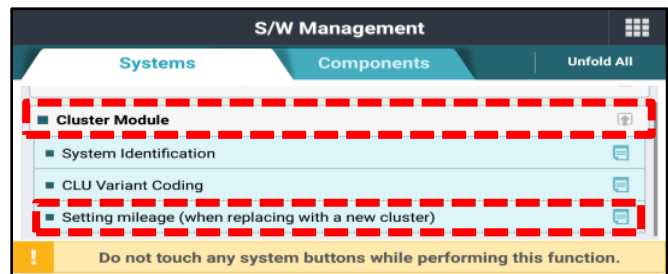 S/W Management
Systems
Components
Unfold All
Cluster Module
System Identification
CLU Variant Coding
Setting mileage (when replacing with a new cluster)
! Do not touch any system buttons while performing this function.